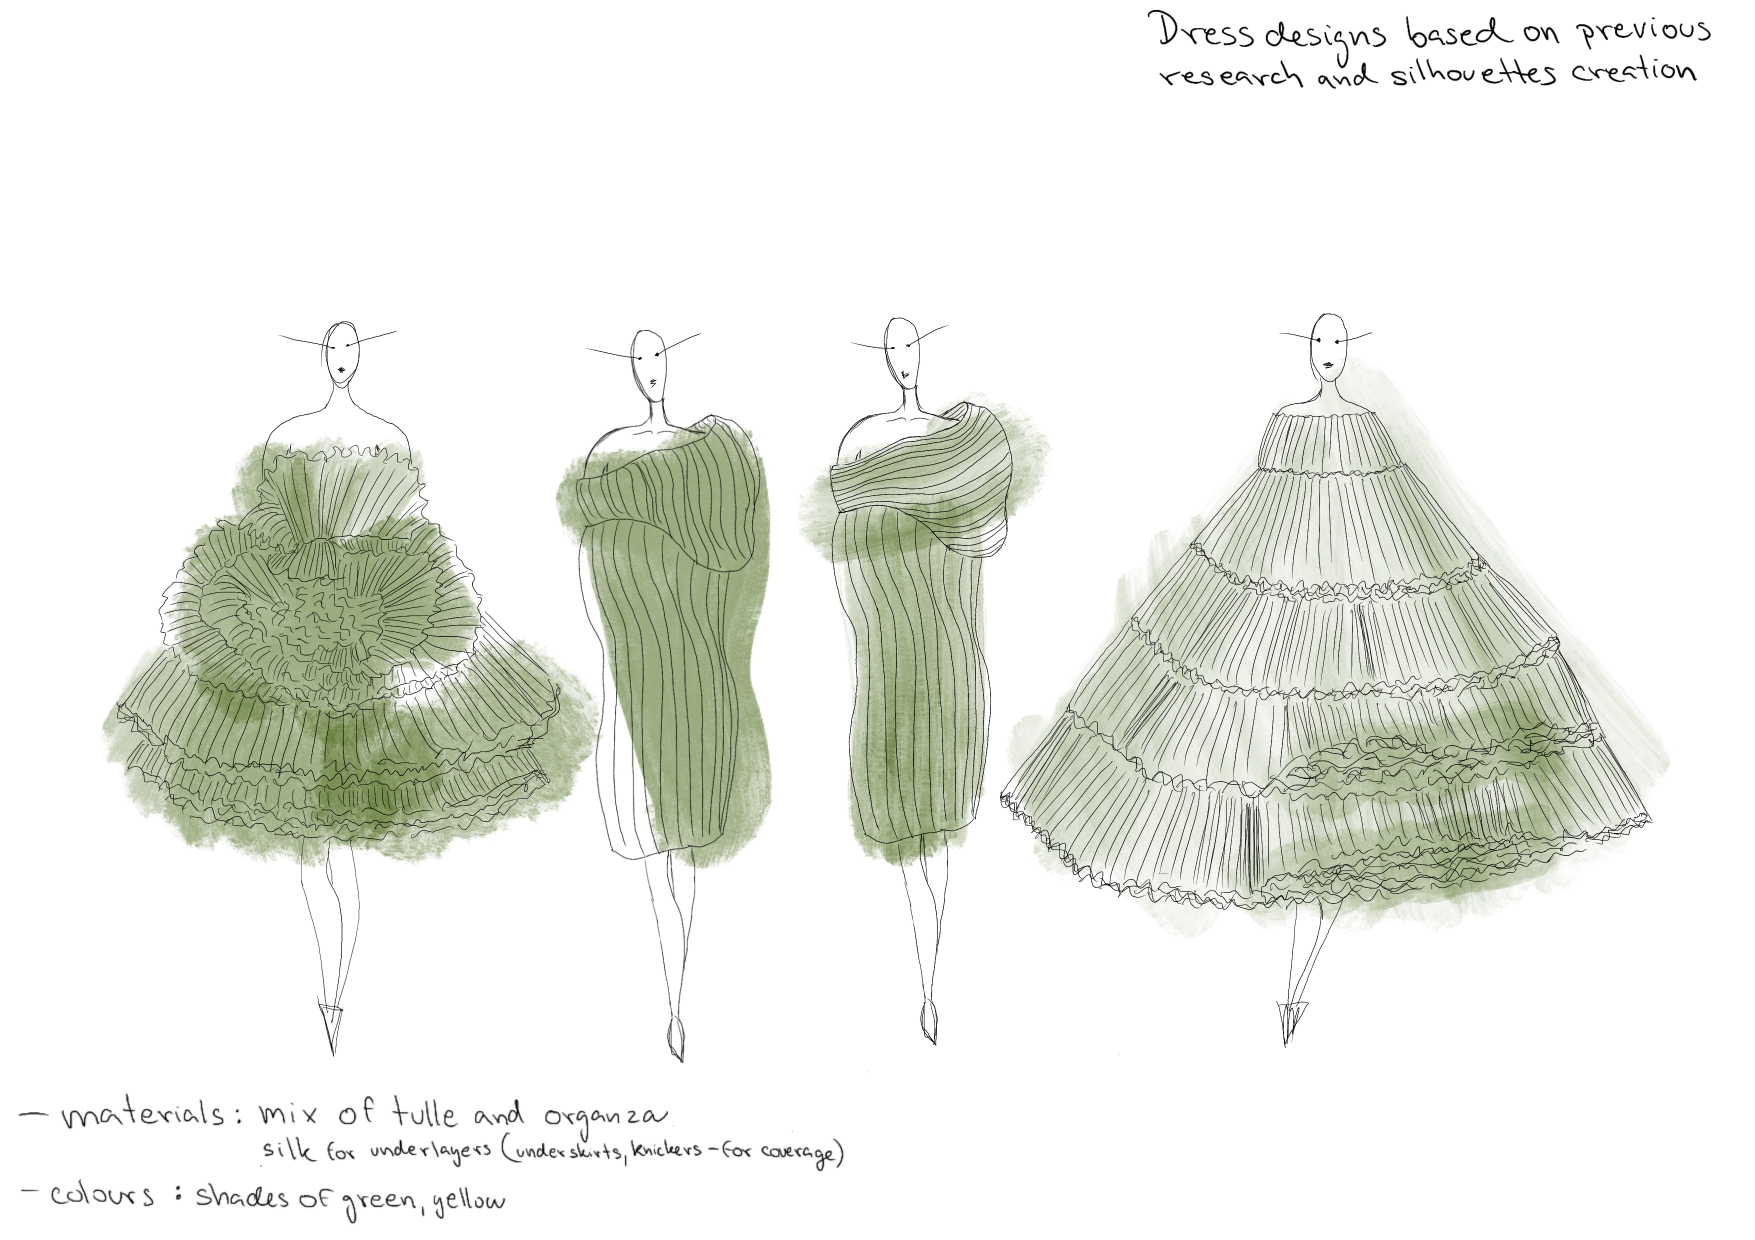 Dress designs based on previous
research and silhouettes creation
– materials: mix of tulle and organza
silk for underlayers (underskirts, knickers – for coverage)
– colours : shades of green, yellow